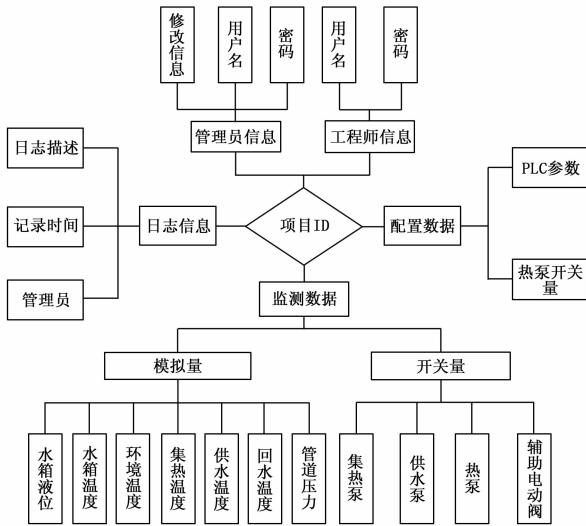 修改信息
用户名
密码
用户名
密码
管理员信息
工程师信息
日志描述
记录时间
管理员
日志信息
项目ID
配置数据
PLC参数
热泵开关
量
监测数据
模拟量
开关量
水箱液位
水箱温度
环境温度
集热温度
供水温度
回水温度
管道压力
集热泵
供水泵
热泵
辅助电动阀